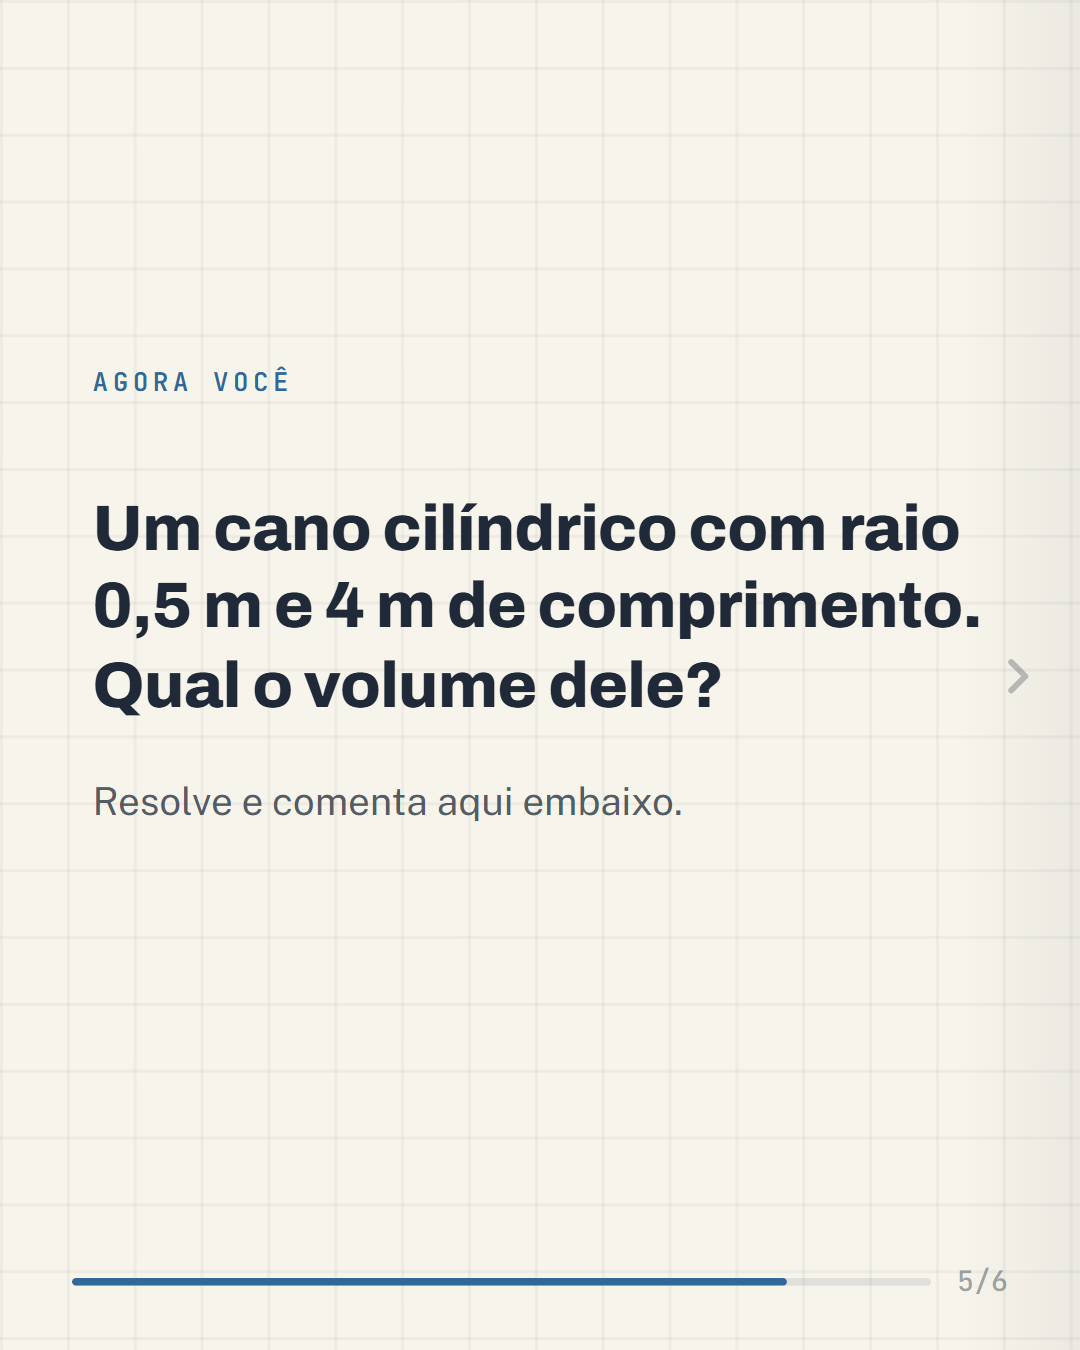 AGORA VOCÊ
Um cano cilíndrico com raio
0,5 m e 4 m de comprimento.
Qual o volume dele?
Resolve e comenta aqui embaixo.
5/6